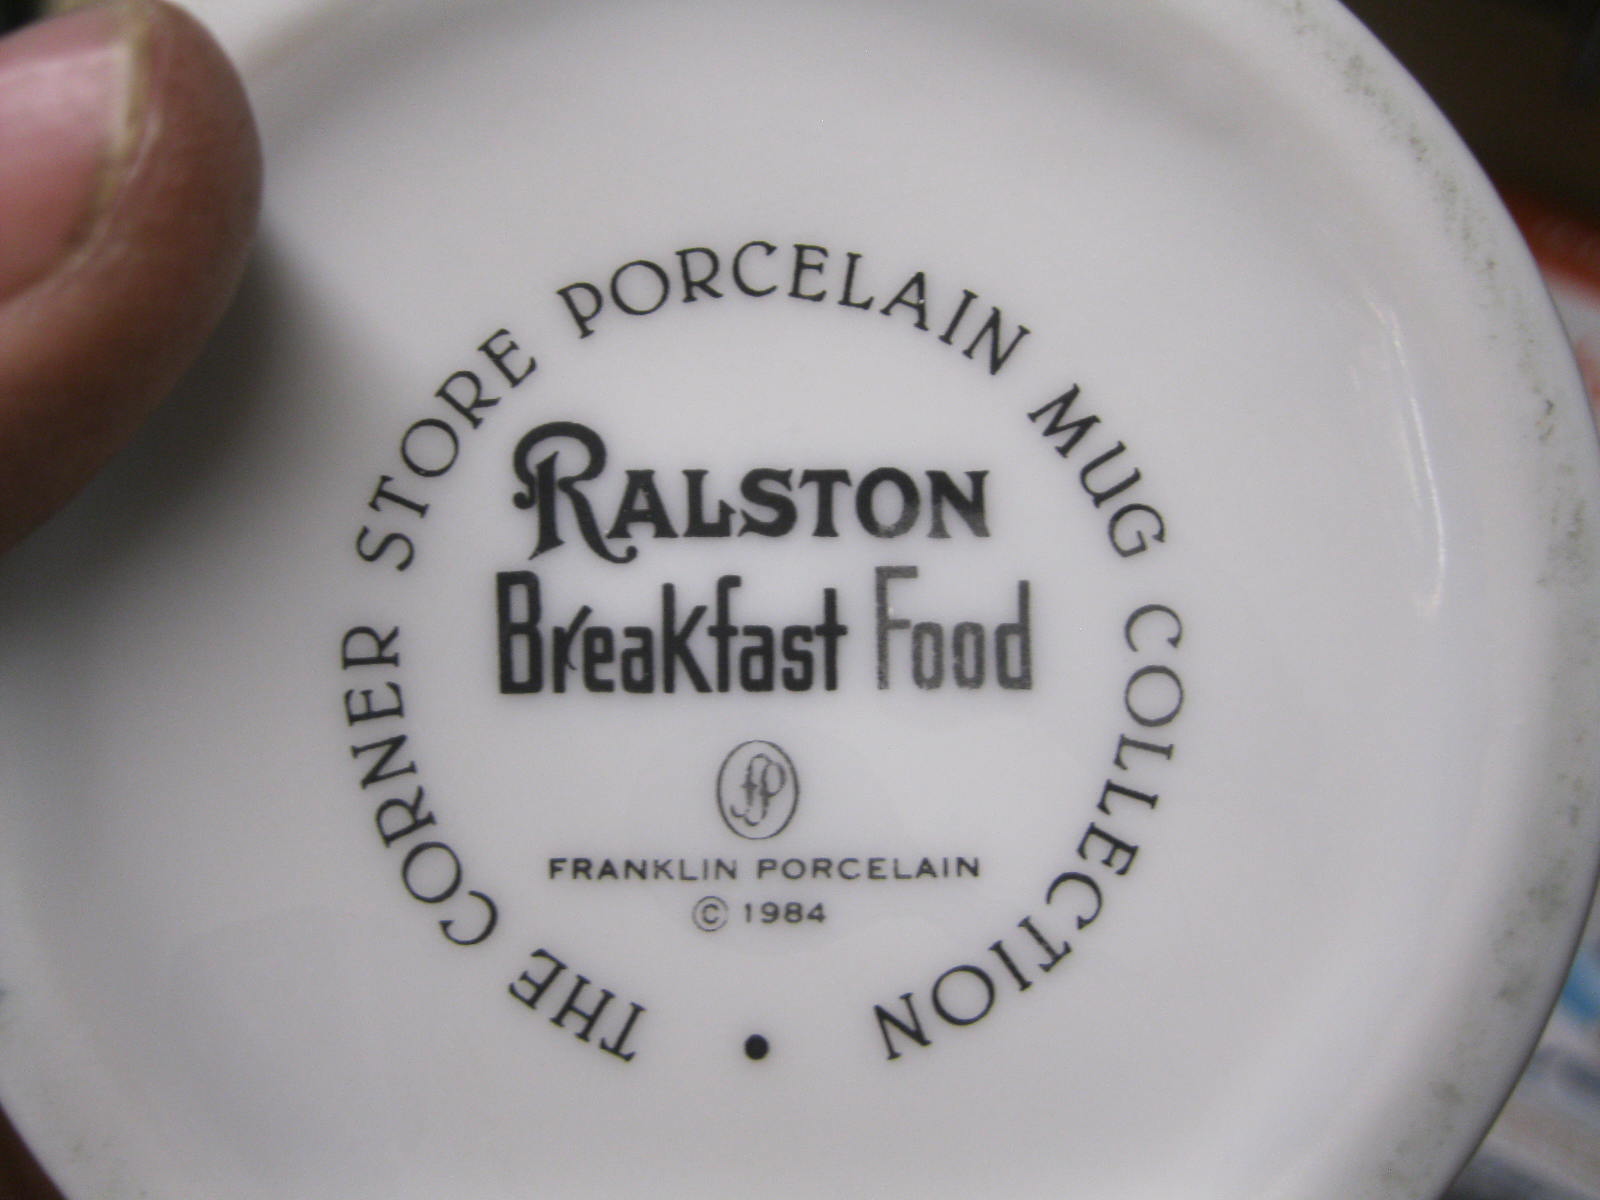 THE CORNER STORE PORCELAIN MUG COLLECTION •
RALSTON
Breakfast Food
FP
FRANKLIN PORCELAIN
© 1984